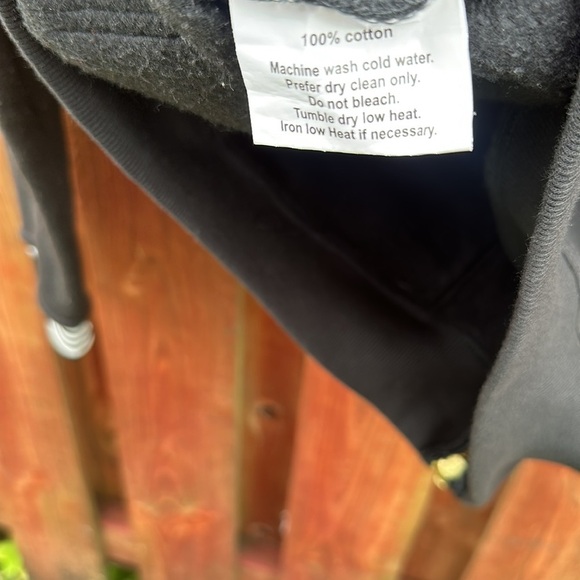 100% cotton
Machine wash cold water.
Prefer dry clean only.
Do not bleach.
Tumble dry low heat.
Iron low Heat if necessary.